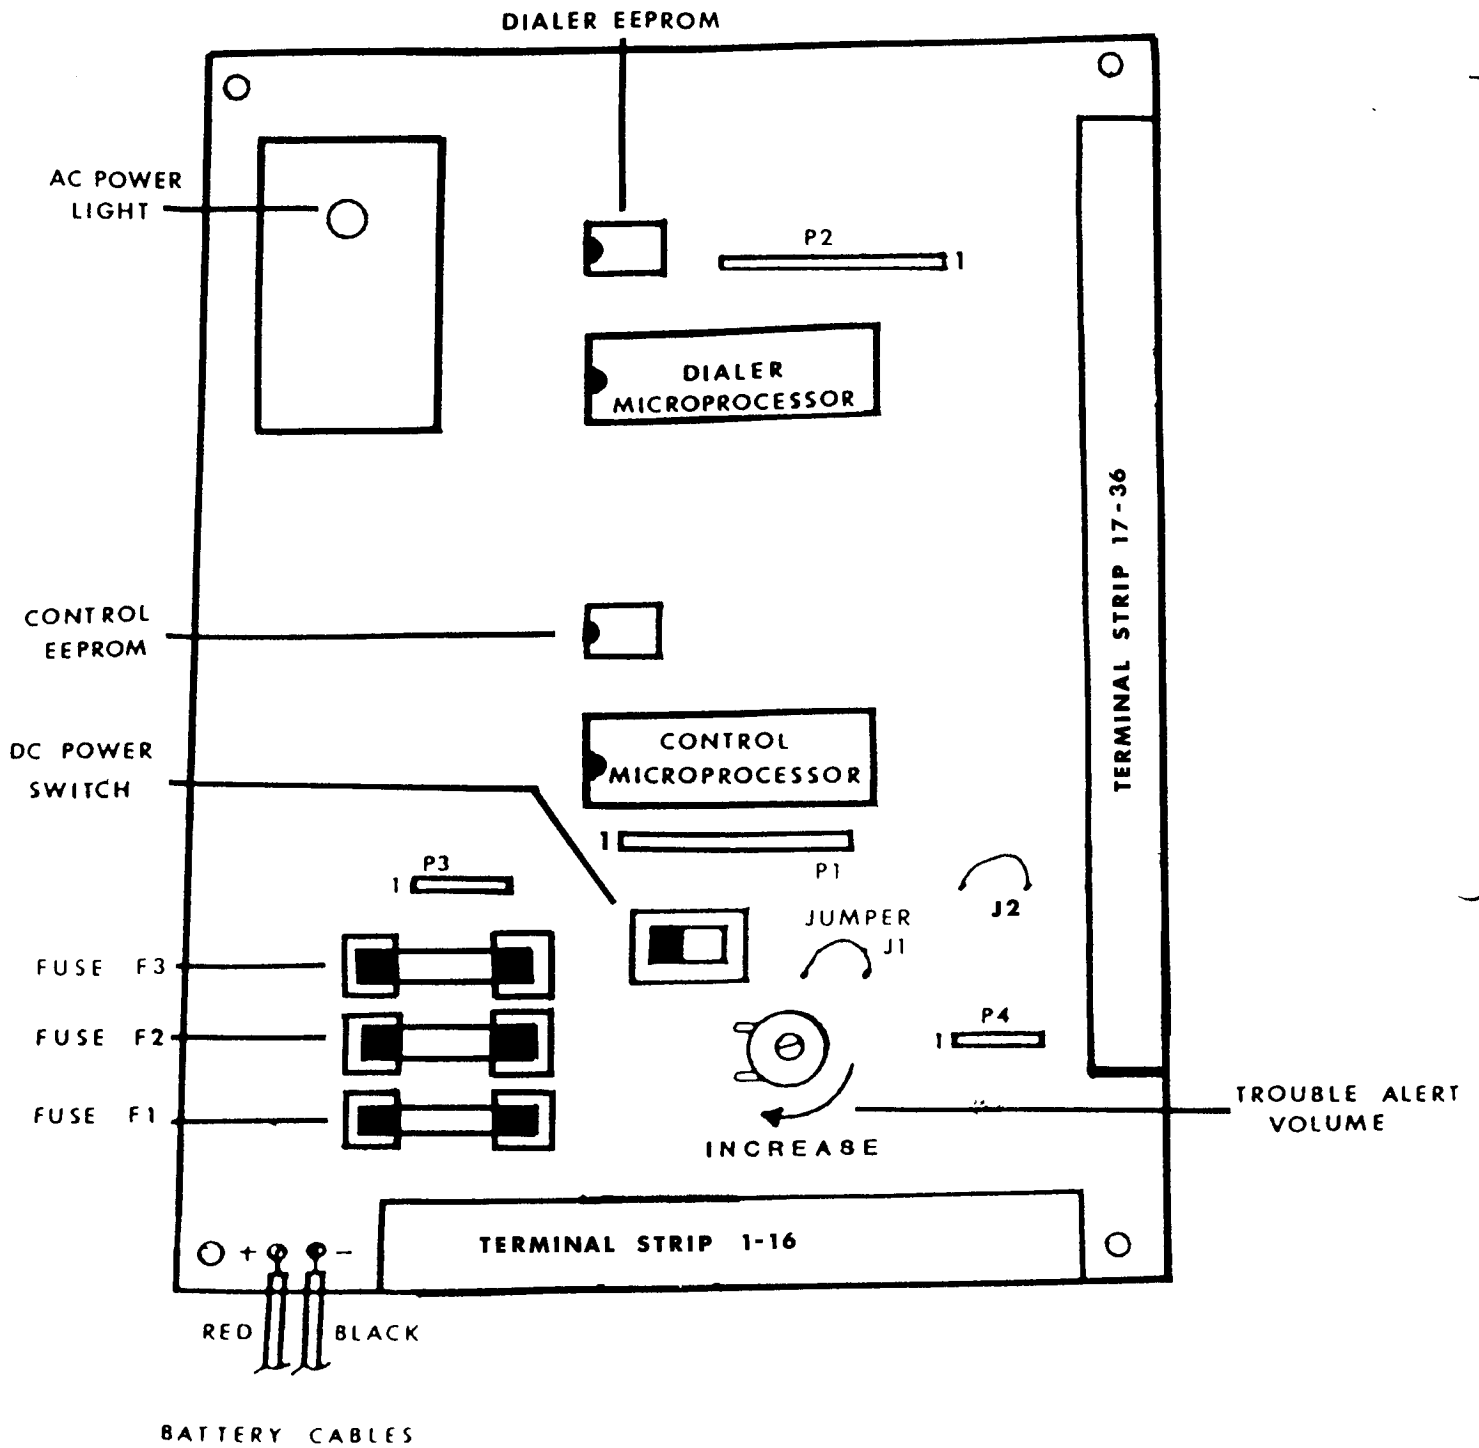 DIALER EEPROM
AC POWER
LIGHT
P2
1
DIALER
MICROPROCESSOR
TERMINAL STRIP 17-36
CONTROL
EEPROM
CONTROL
MICROPROCESSOR
DC POWER
SWITCH
1
P1
P3
1
J2
JUMPER
J1
FUSE F3
FUSE F2
P4
1
FUSE F1
TROUBLE ALERT
VOLUME
INCREASE
TERMINAL STRIP 1-16
+
-
RED
BLACK
BATTERY CABLES